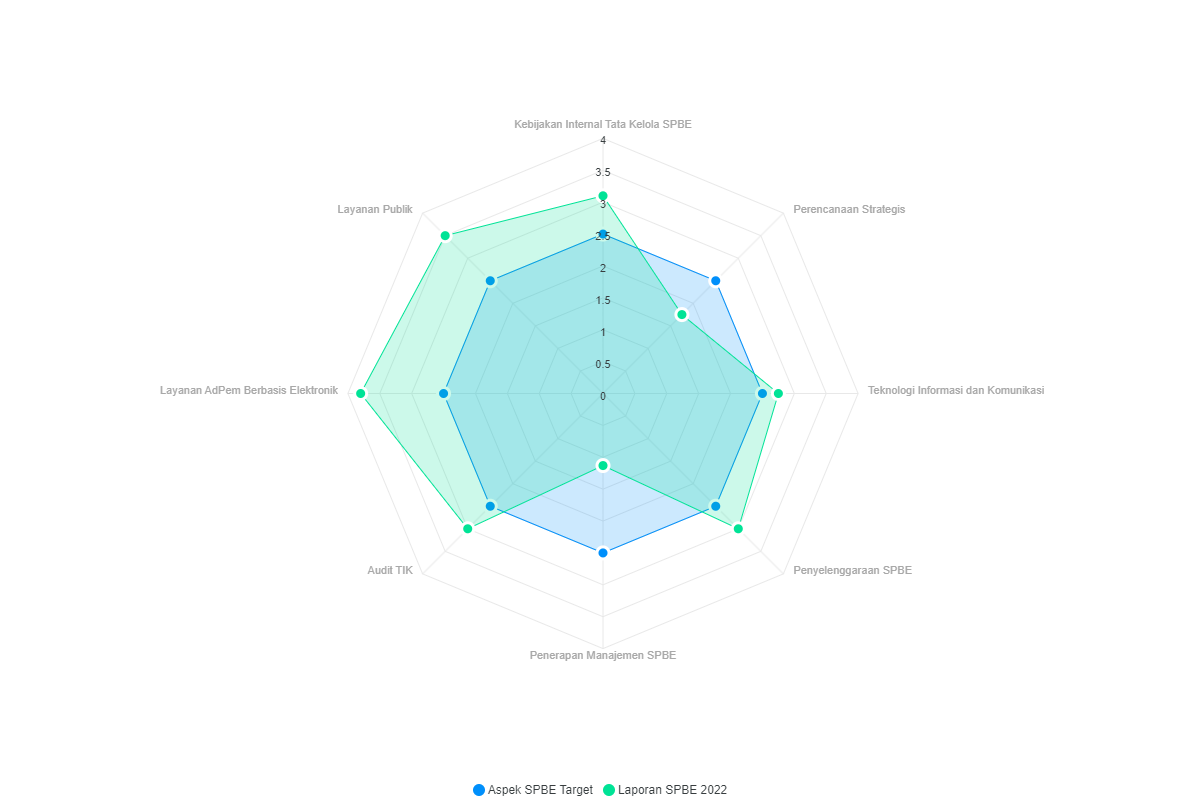 Kebijakan Internal Tata Kelola SPBE
4
3.5
3
2.5
2
1.5
1
0.5
0
Layanan Publik
Perencanaan Strategis
Layanan AdPem Berbasis Elektronik
Teknologi Informasi dan Komunikasi
Audit TIK
Penyelenggaraan SPBE
Penerapan Manajemen SPBE
Aspek SPBE Target
Laporan SPBE 2022